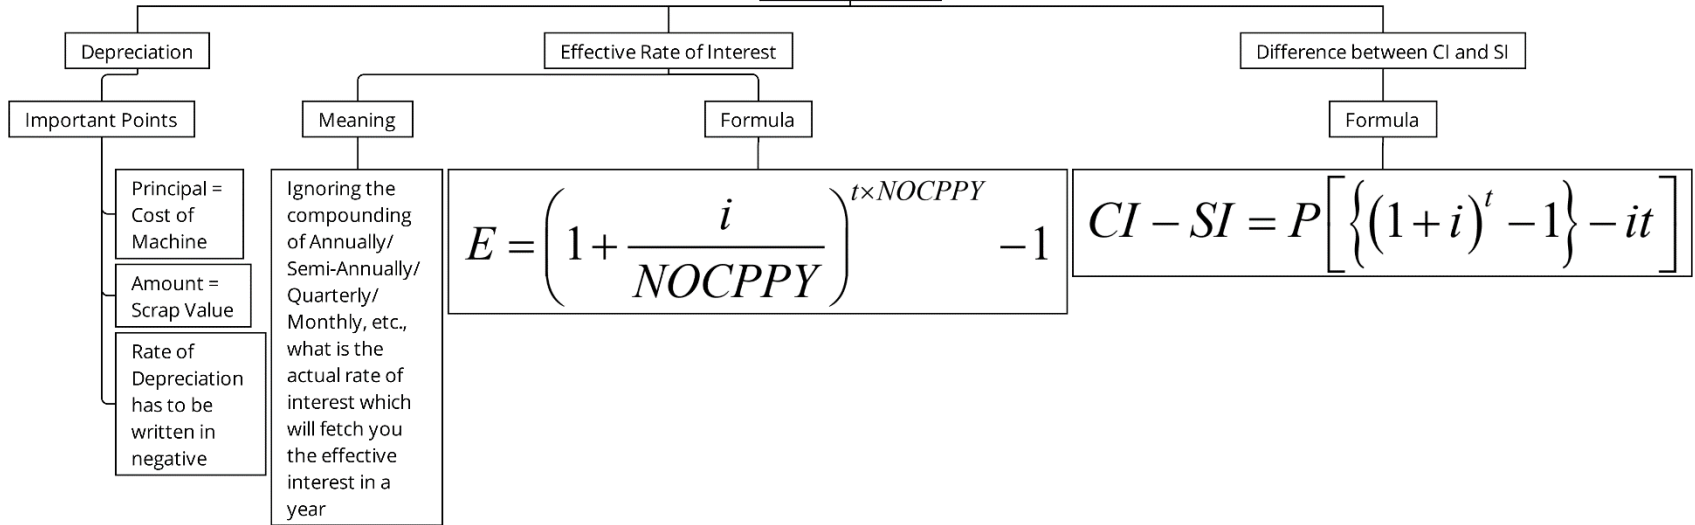 Depreciation
Effective Rate of Interest
Difference between CI and SI
Important Points
Meaning
Formula
Formula
Principal =
Cost of
Machine
Amount =
Scrap Value
Rate of
Depreciation
has to be
written in
negative
Ignoring the
compounding
of Annually/
Semi-Annually/
Quarterly/
Monthly, etc.,
what is the
actual rate of
interest which
will fetch you
the effective
interest in a
year
E = (1 + i/NOCPPY)^{t×NOCPPY} − 1
CI − SI = P[{(1 + i)^t − 1} − it]